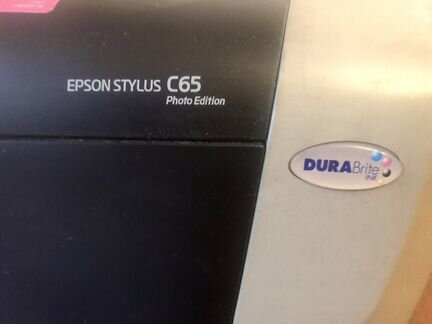 EPSON STYLUS C65
Photo Edition
DURABrite
INK